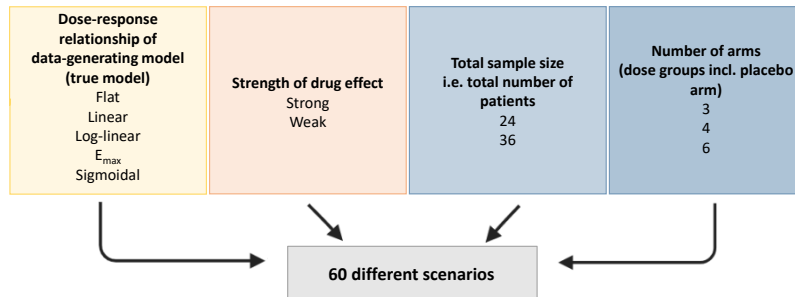 Dose-response
relationship of
data-generating model
(true model)
Flat
Linear
Log-linear
Emax
Sigmoidal
Strength of drug effect
Strong
Weak
Total sample size
i.e. total number of
patients
24
36
Number of arms
(dose groups incl. placebo
arm)
3
4
6
60 different scenarios